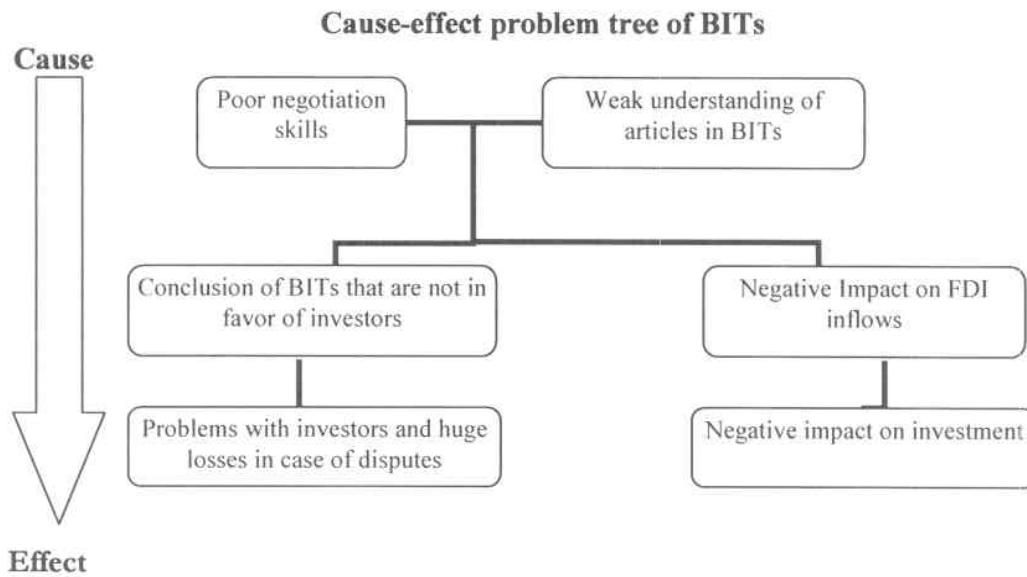 Cause-effect problem tree of BITs
Cause
Poor negotiation
skills
Weak understanding of
articles in BITs
Conclusion of BITs that are not in
favor of investors
Negative Impact on FDI
inflows
Problems with investors and huge
losses in case of disputes
Negative impact on investment
Effect